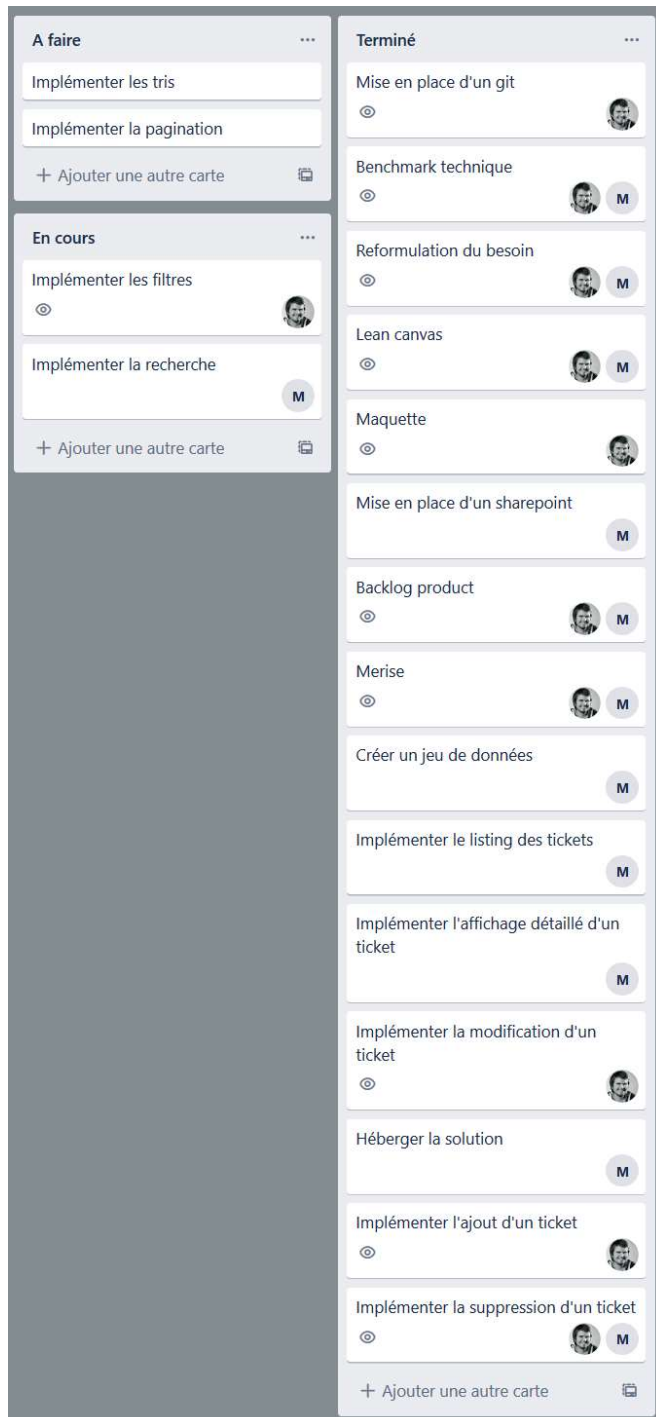 A faire
Implémenter les tris
Implémenter la pagination
+ Ajouter une autre carte
En cours
Implémenter les filtres
Implémenter la recherche
M
+ Ajouter une autre carte
Terminé
Mise en place d'un git
Benchmark technique
M
Reformulation du besoin
M
Lean canvas
M
Maquette
Mise en place d'un sharepoint
M
Backlog product
M
Merise
M
Créer un jeu de données
M
Implémenter le listing des tickets
M
Implémenter l'affichage détaillé d'un
ticket
M
Implémenter la modification d'un
ticket
Héberger la solution
M
Implémenter l'ajout d'un ticket
Implémenter la suppression d'un ticket
M
+ Ajouter une autre carte